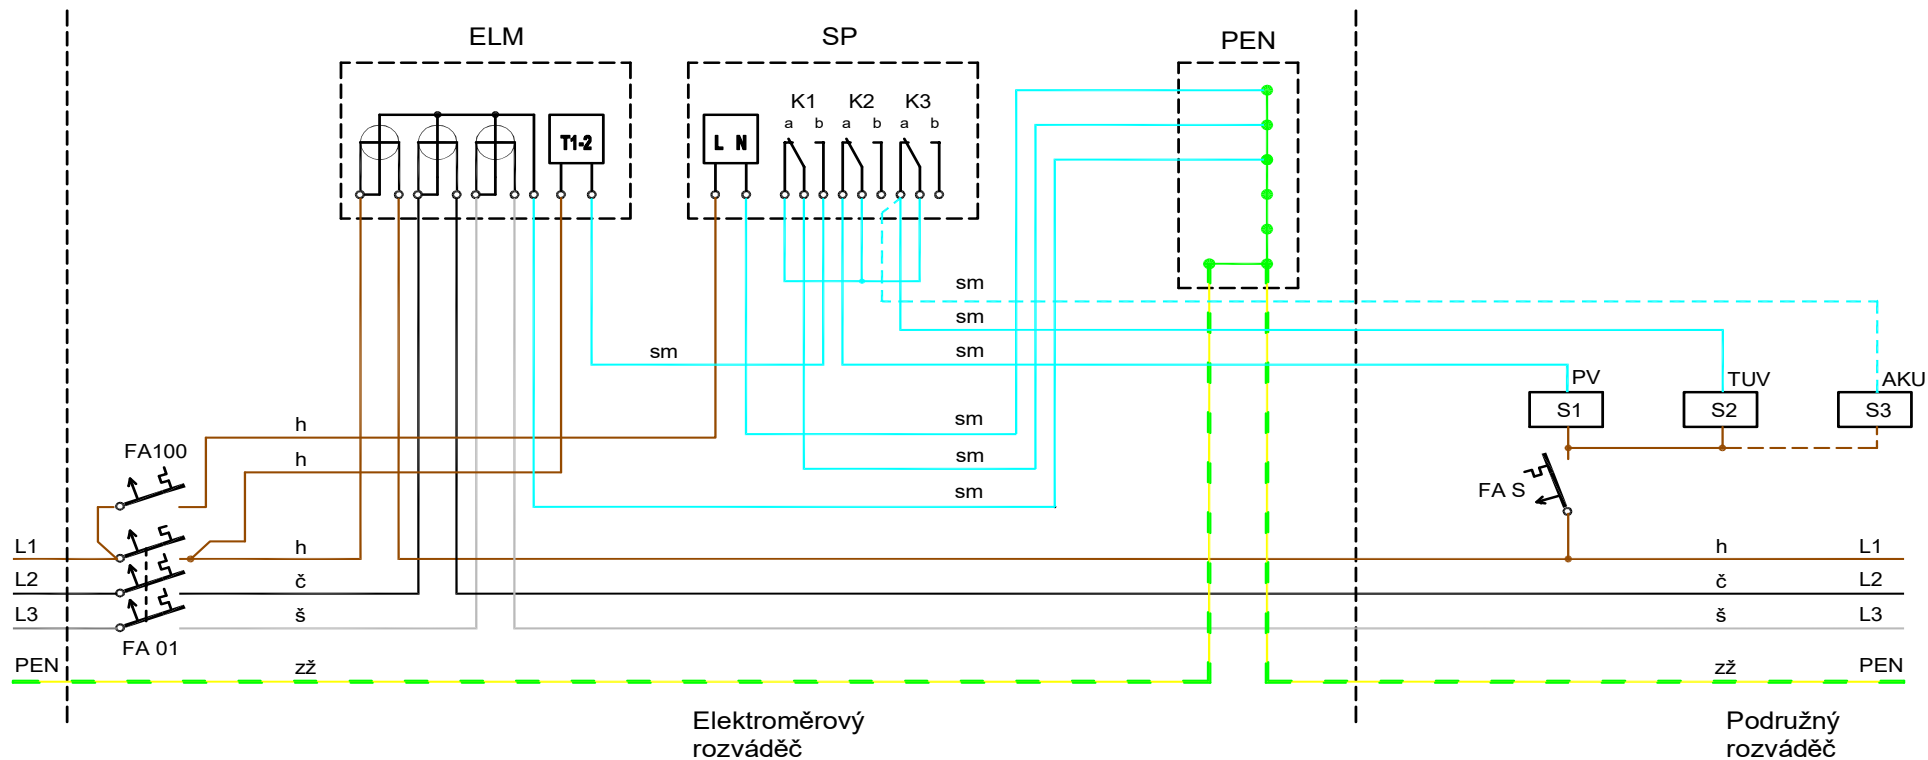 ELM
SP
PEN
K1 K2 K3
a b a b a b
T1-2
L N
sm
sm
sm
sm
PV
TUV
AKU
S1
S2
S3
h
sm
FA100
h
sm
FA S
sm
L1
h
h
L1
L2
č
č
L2
L3
š
š
L3
FA 01
PEN
zž
zž
PEN
Elektroměrový
rozváděč
Podružný
rozváděč